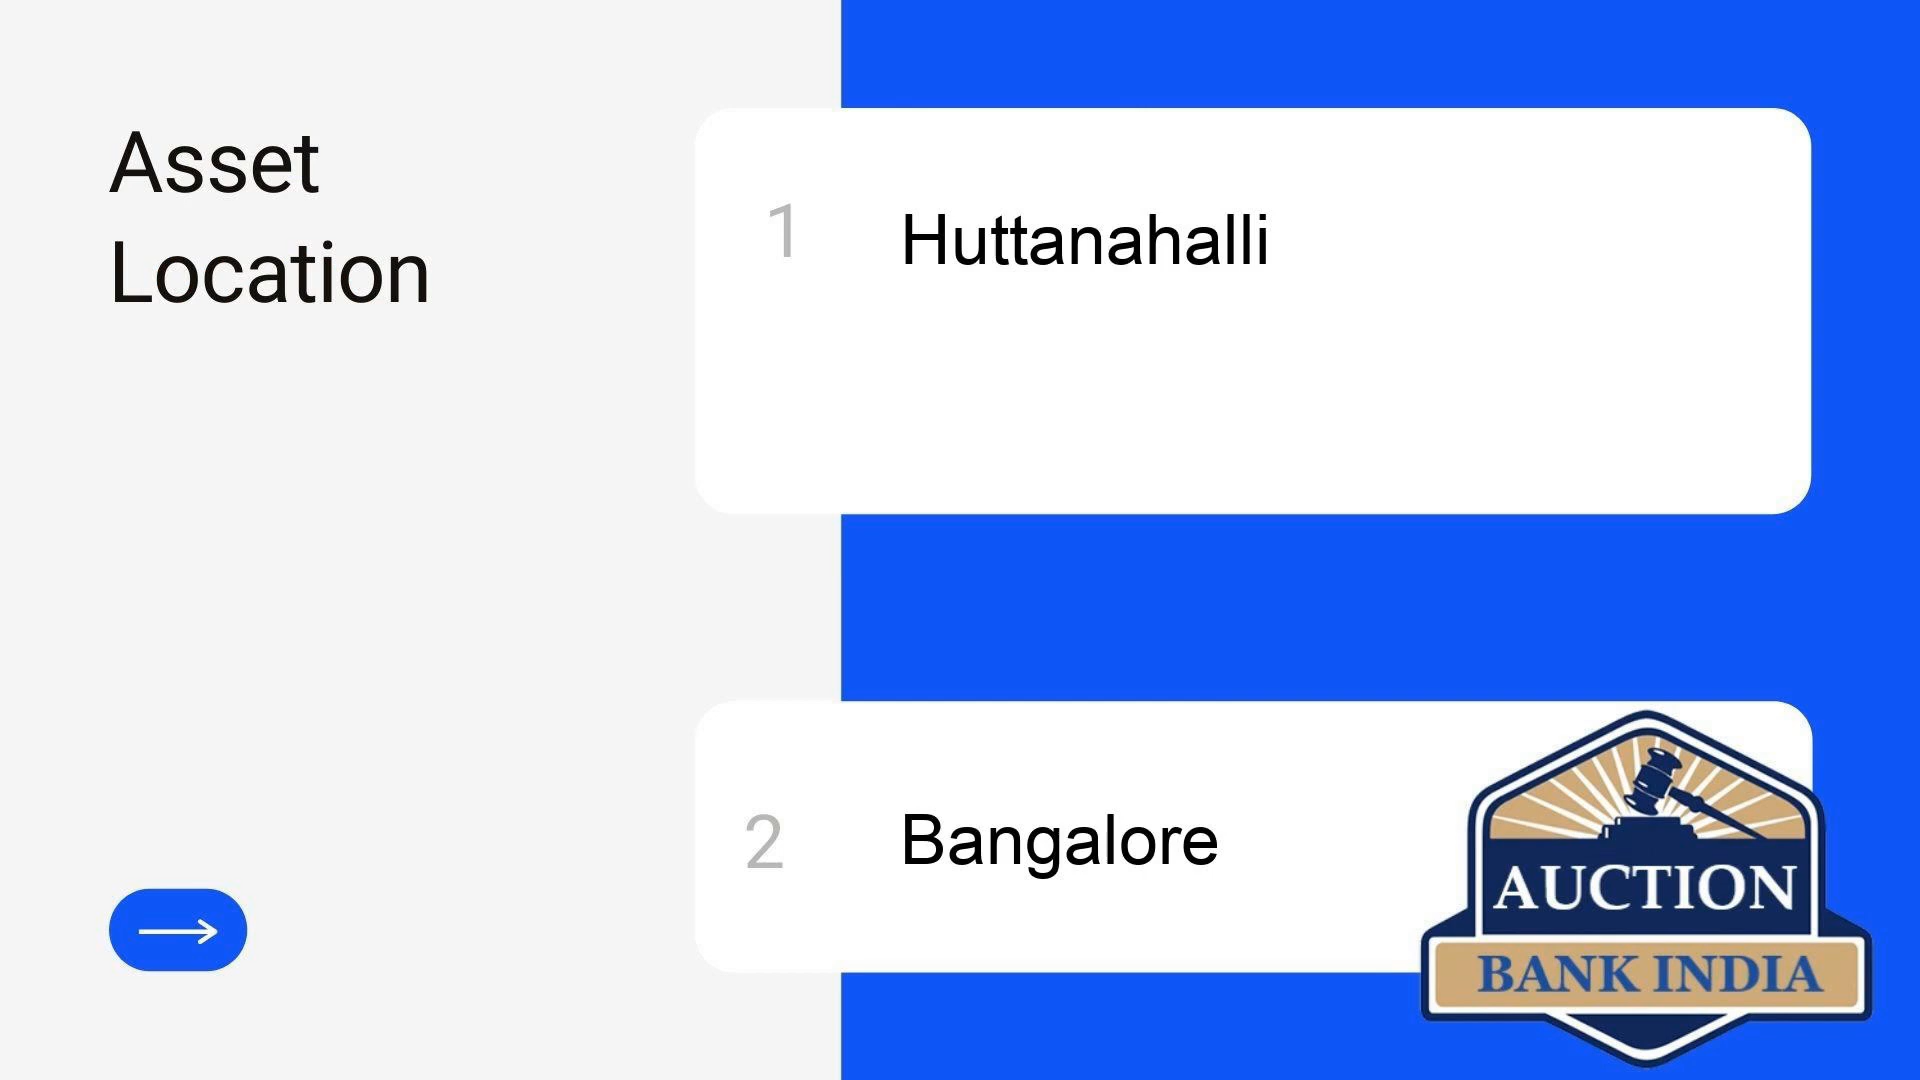 Asset
Location
1
Huttanahalli
2
Bangalore
AUCTION
BANK INDIA